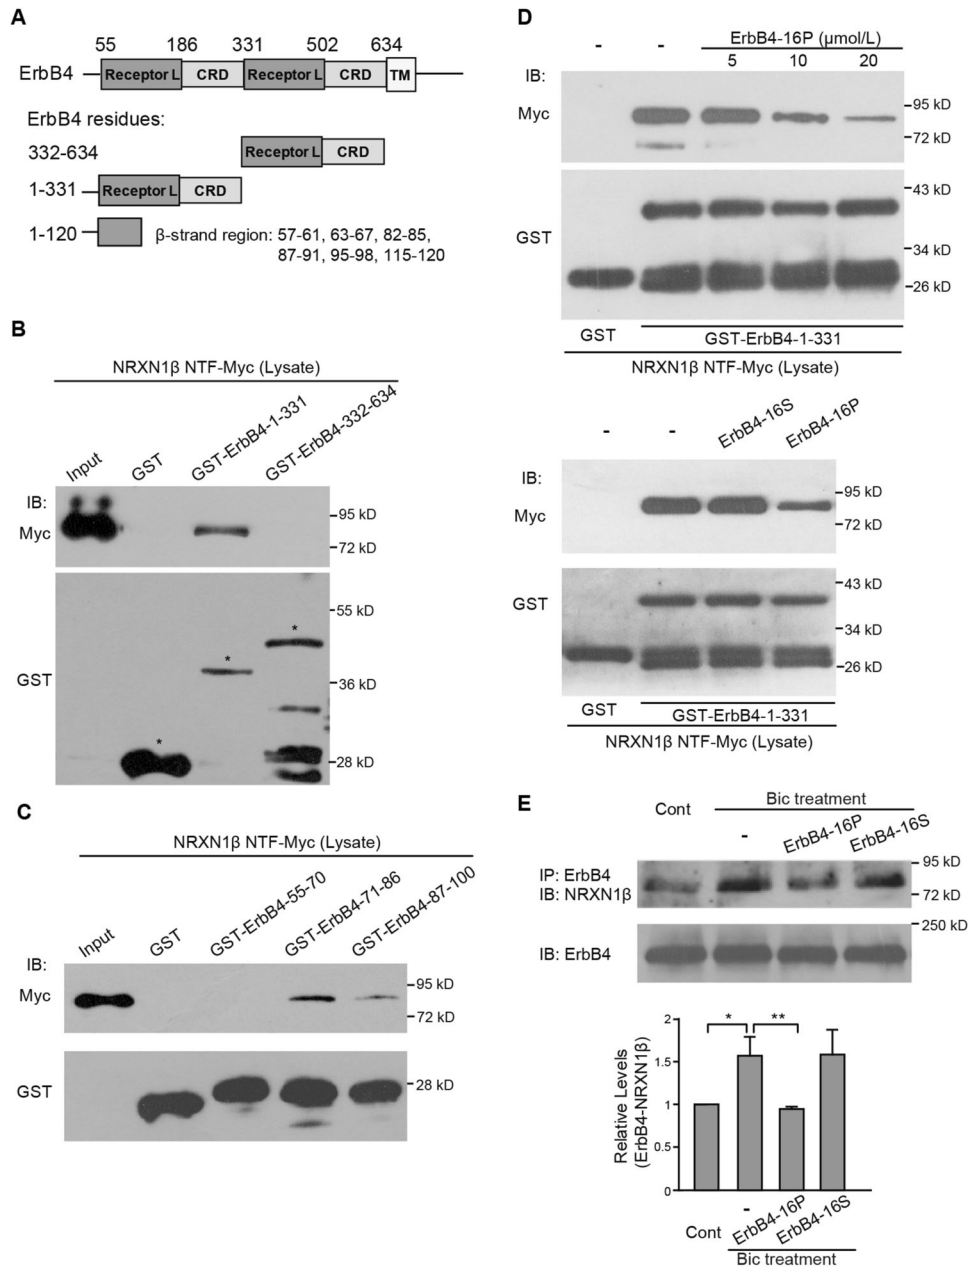 A
55 186 331 502 634
ErbB4 Receptor L CRD Receptor L CRD TM
ErbB4 residues:
332-634 Receptor L CRD
1-331 Receptor L CRD
1-120 β-strand region: 57-61, 63-67, 82-85,
87-91, 95-98, 115-120
B
NRXN1β NTF-Myc (Lysate)
Input GST GST-ErbB4-1-331 GST-ErbB4-332-634
IB:
Myc
95 kD
72 kD
GST
55 kD
36 kD
28 kD
*
*
*
C
NRXN1β NTF-Myc (Lysate)
Input GST GST-ErbB4-55-70 GST-ErbB4-71-86 GST-ErbB4-87-100
IB:
Myc
95 kD
72 kD
GST
28 kD
D
- - ErbB4-16P (μmol/L)
5 10 20
IB:
Myc
95 kD
72 kD
GST
43 kD
34 kD
26 kD
GST GST-ErbB4-1-331
NRXN1β NTF-Myc (Lysate)
- - ErbB4-16S ErbB4-16P
IB:
Myc
95 kD
72 kD
GST
43 kD
34 kD
26 kD
GST GST-ErbB4-1-331
NRXN1β NTF-Myc (Lysate)
E
Cont Bic treatment
- ErbB4-16P ErbB4-16S
IP: ErbB4
IB: NRXN1β
95 kD
72 kD
250 kD
IB: ErbB4
Relative Levels
(ErbB4-NRXN1β)
2
1.5
1
0.5
0
* **
Cont - ErbB4-16P ErbB4-16S
Bic treatment